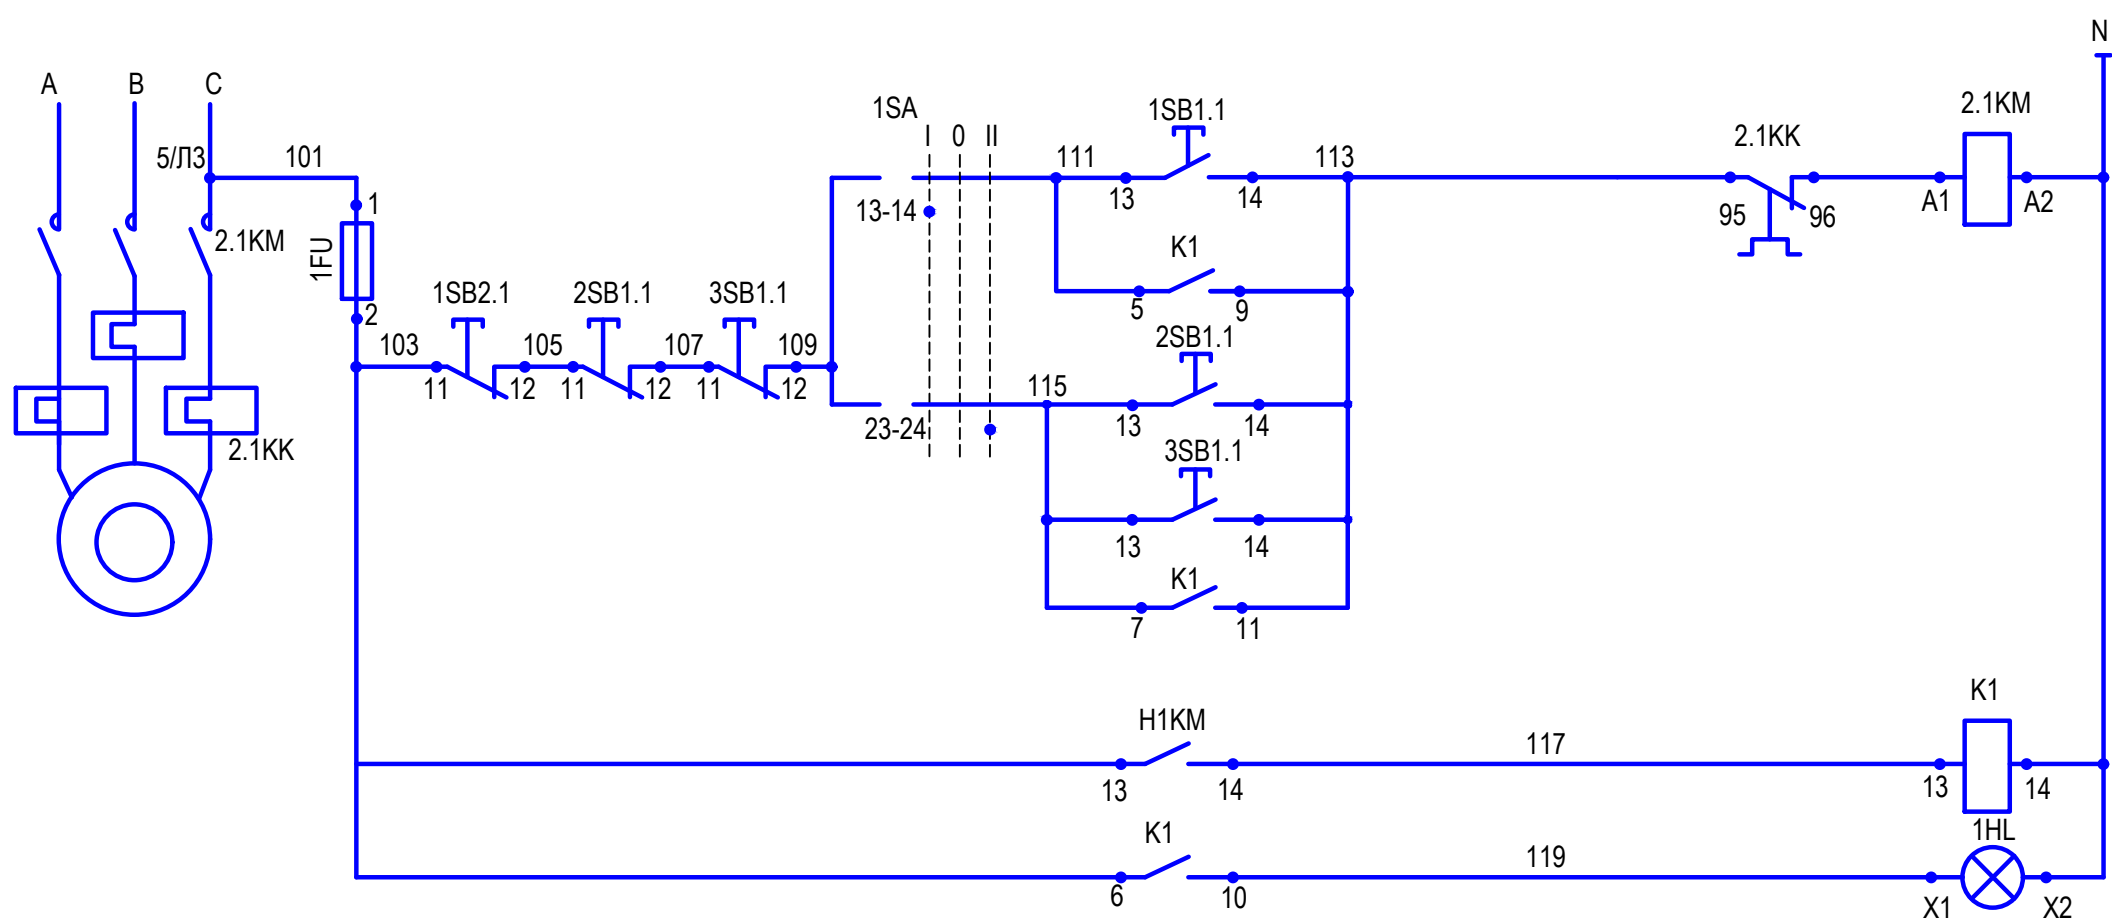 N
A B C
1SA
1SB1.1
2.1KM
I 0 II
2.1KK
5/Л3
101
111
113
1
13-14
13
14
95
96
A1
A2
2.1KM
K1
1FU
2
1SB2.1
2SB1.1
3SB1.1
5
9
103
105
107
109
2SB1.1
11
12
11
12
11
12
115
23-24
13
14
2.1KK
3SB1.1
13
14
K1
7
11
K1
H1KM
117
13
14
13
14
K1
1HL
119
6
10
X1
X2